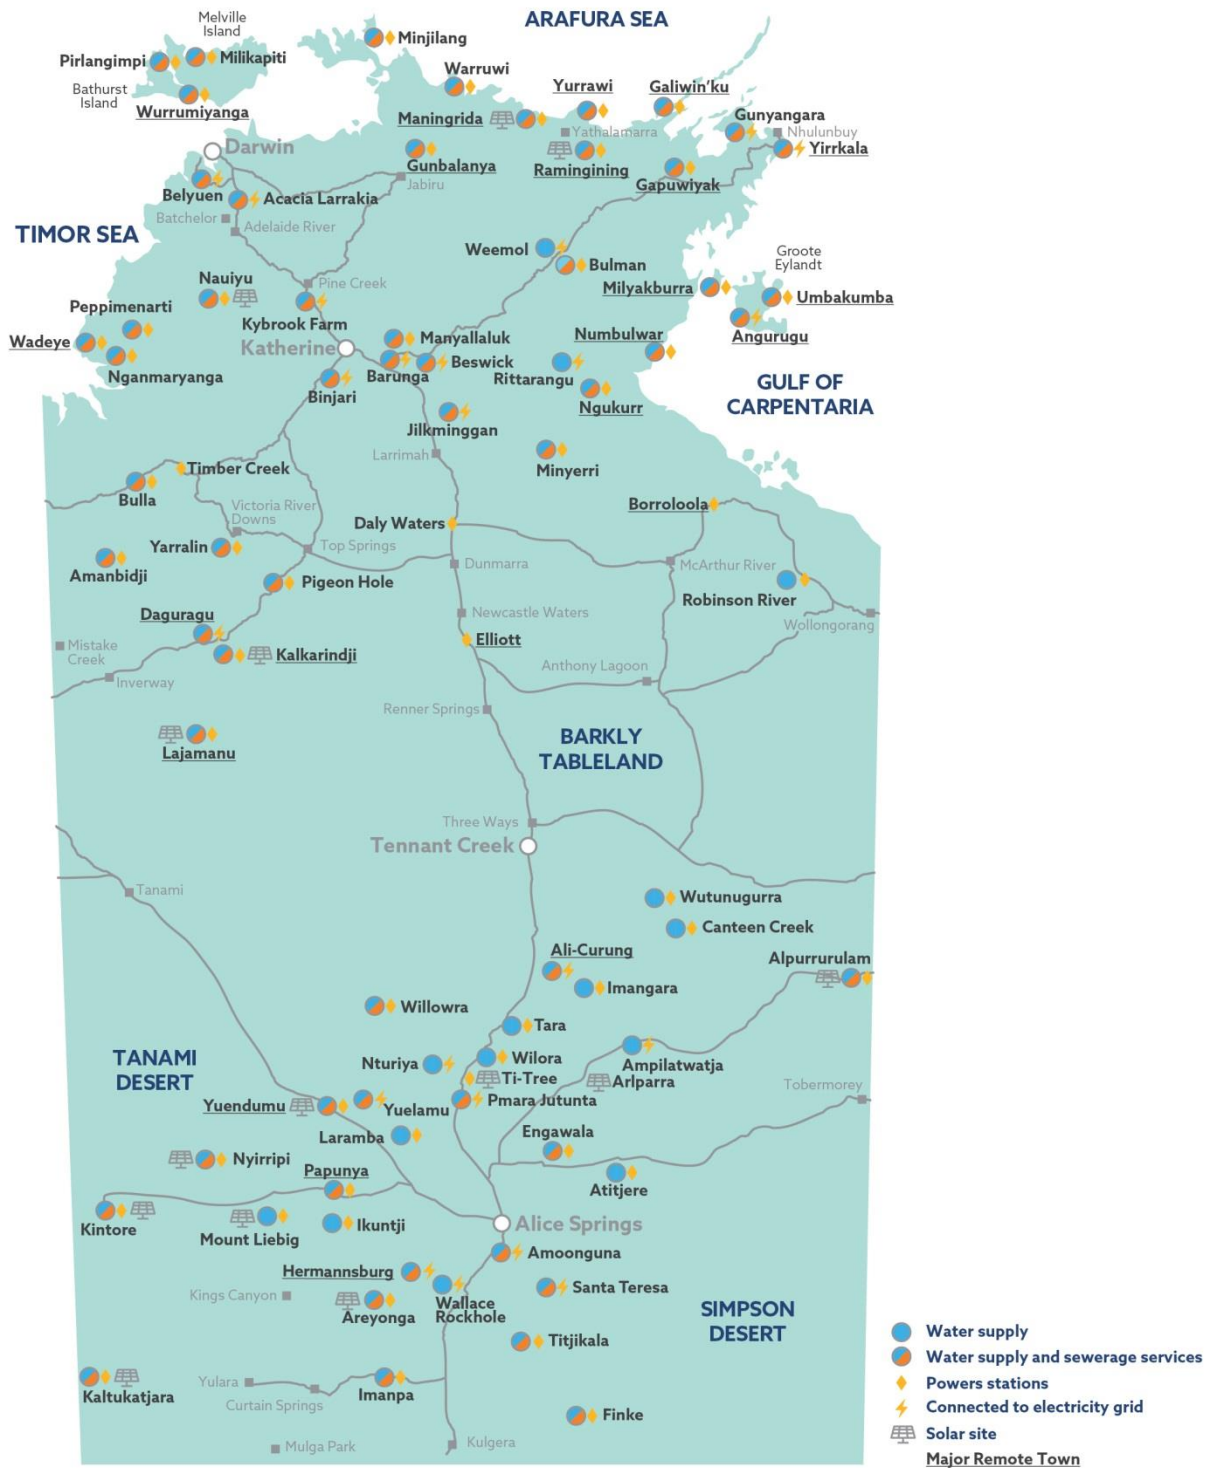 Melville
Island
ARAFURA SEA
Minjilang
Pirlangimpi
Milikapiti
Bathurst
Island
Wurrumiyanga
Warruwi
Yurrawi
Galiwin'ku
Maningrida
Yathalamarra
Gunyangara
Nhulunbuy
Yirrkala
Darwin
Gunbalanya
Ramingining
Gapuwiyak
Jabiru
Belyuen
Acacia Larrakia
Batchelor
Adelaide River
TIMOR SEA
Weemol
Bulman
Groote
Eylandt
Nauiyu
Pine Creek
Milyakburra
Umbakumba
Peppimenarti
Kybrook Farm
Angurugu
Wadeye
Katherine
Manyallaluk
Numbulwar
Nganmaryanga
Barunga
Beswick
Rittarangu
Binjari
Ngukurr
GULF OF
CARPENTARIA
Jilkminggan
Larrimah
Minyerri
Timber Creek
Bulla
Victoria River
Downs
Borroloola
Daly Waters
Yarralin
Top Springs
Amanbidji
Dunmarra
McArthur River
Pigeon Hole
Robinson River
Daguragu
Newcastle Waters
Wollongorang
Mistake
Creek
Elliott
Kalkarindji
Anthony Lagoon
Inverway
Renner Springs
Lajamanu
BARKLY
TABLELAND
Three Ways
Tennant Creek
Tanami
Wutunugurra
Canteen Creek
Ali-Curung
Alpurrurulam
Imangara
Willowra
Tara
TANAMI
DESERT
Nturiya
Wilora
Ampilatwatja
Ti-Tree
Arlparra
Tobermorey
Yuendumu
Yuelamu
Pmara Jutunta
Laramba
Engawala
Nyirripi
Papunya
Atitjere
Kintore
Mount Liebig
Ikuntji
Alice Springs
Amoonguna
Hermannsburg
Santa Teresa
Kings Canyon
Areyonga
Wallace
Rockhole
SIMPSON
DESERT
Titjikala
Kaltukatjara
Yulara
Curtain Springs
Imanpa
Finke
Mulga Park
Kulgera
Water supply
Water supply and sewerage services
Powers stations
Connected to electricity grid
Solar site
Major Remote Town